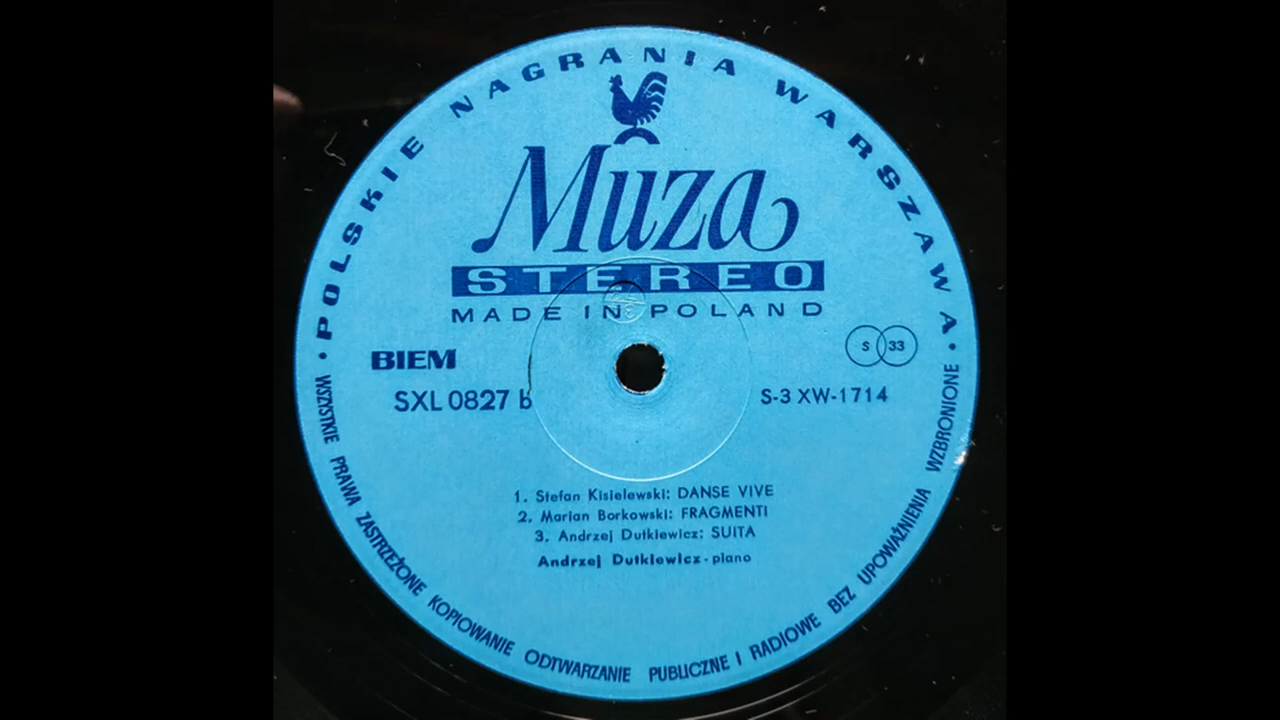 • POLSKIE NAGRANIA WARSZAWA •
Muza
STEREO
MADE IN POLAND
BIEM
S 33
SXL 0827 b
S-3 XW-1714
1. Stefan Kisielewski: DANSE VIVE
2. Marian Borkowski: FRAGMENTI
3. Andrzej Dutkiewicz: SUITA
Andrzej Dutkiewicz - piano
WSZYSTKIE PRAWA ZASTRZEŻONE KOPIOWANIE ODTWARZANIE PUBLICZNE I RADIOWE BEZ UPOWAŻNIENIA WZBRONIONE